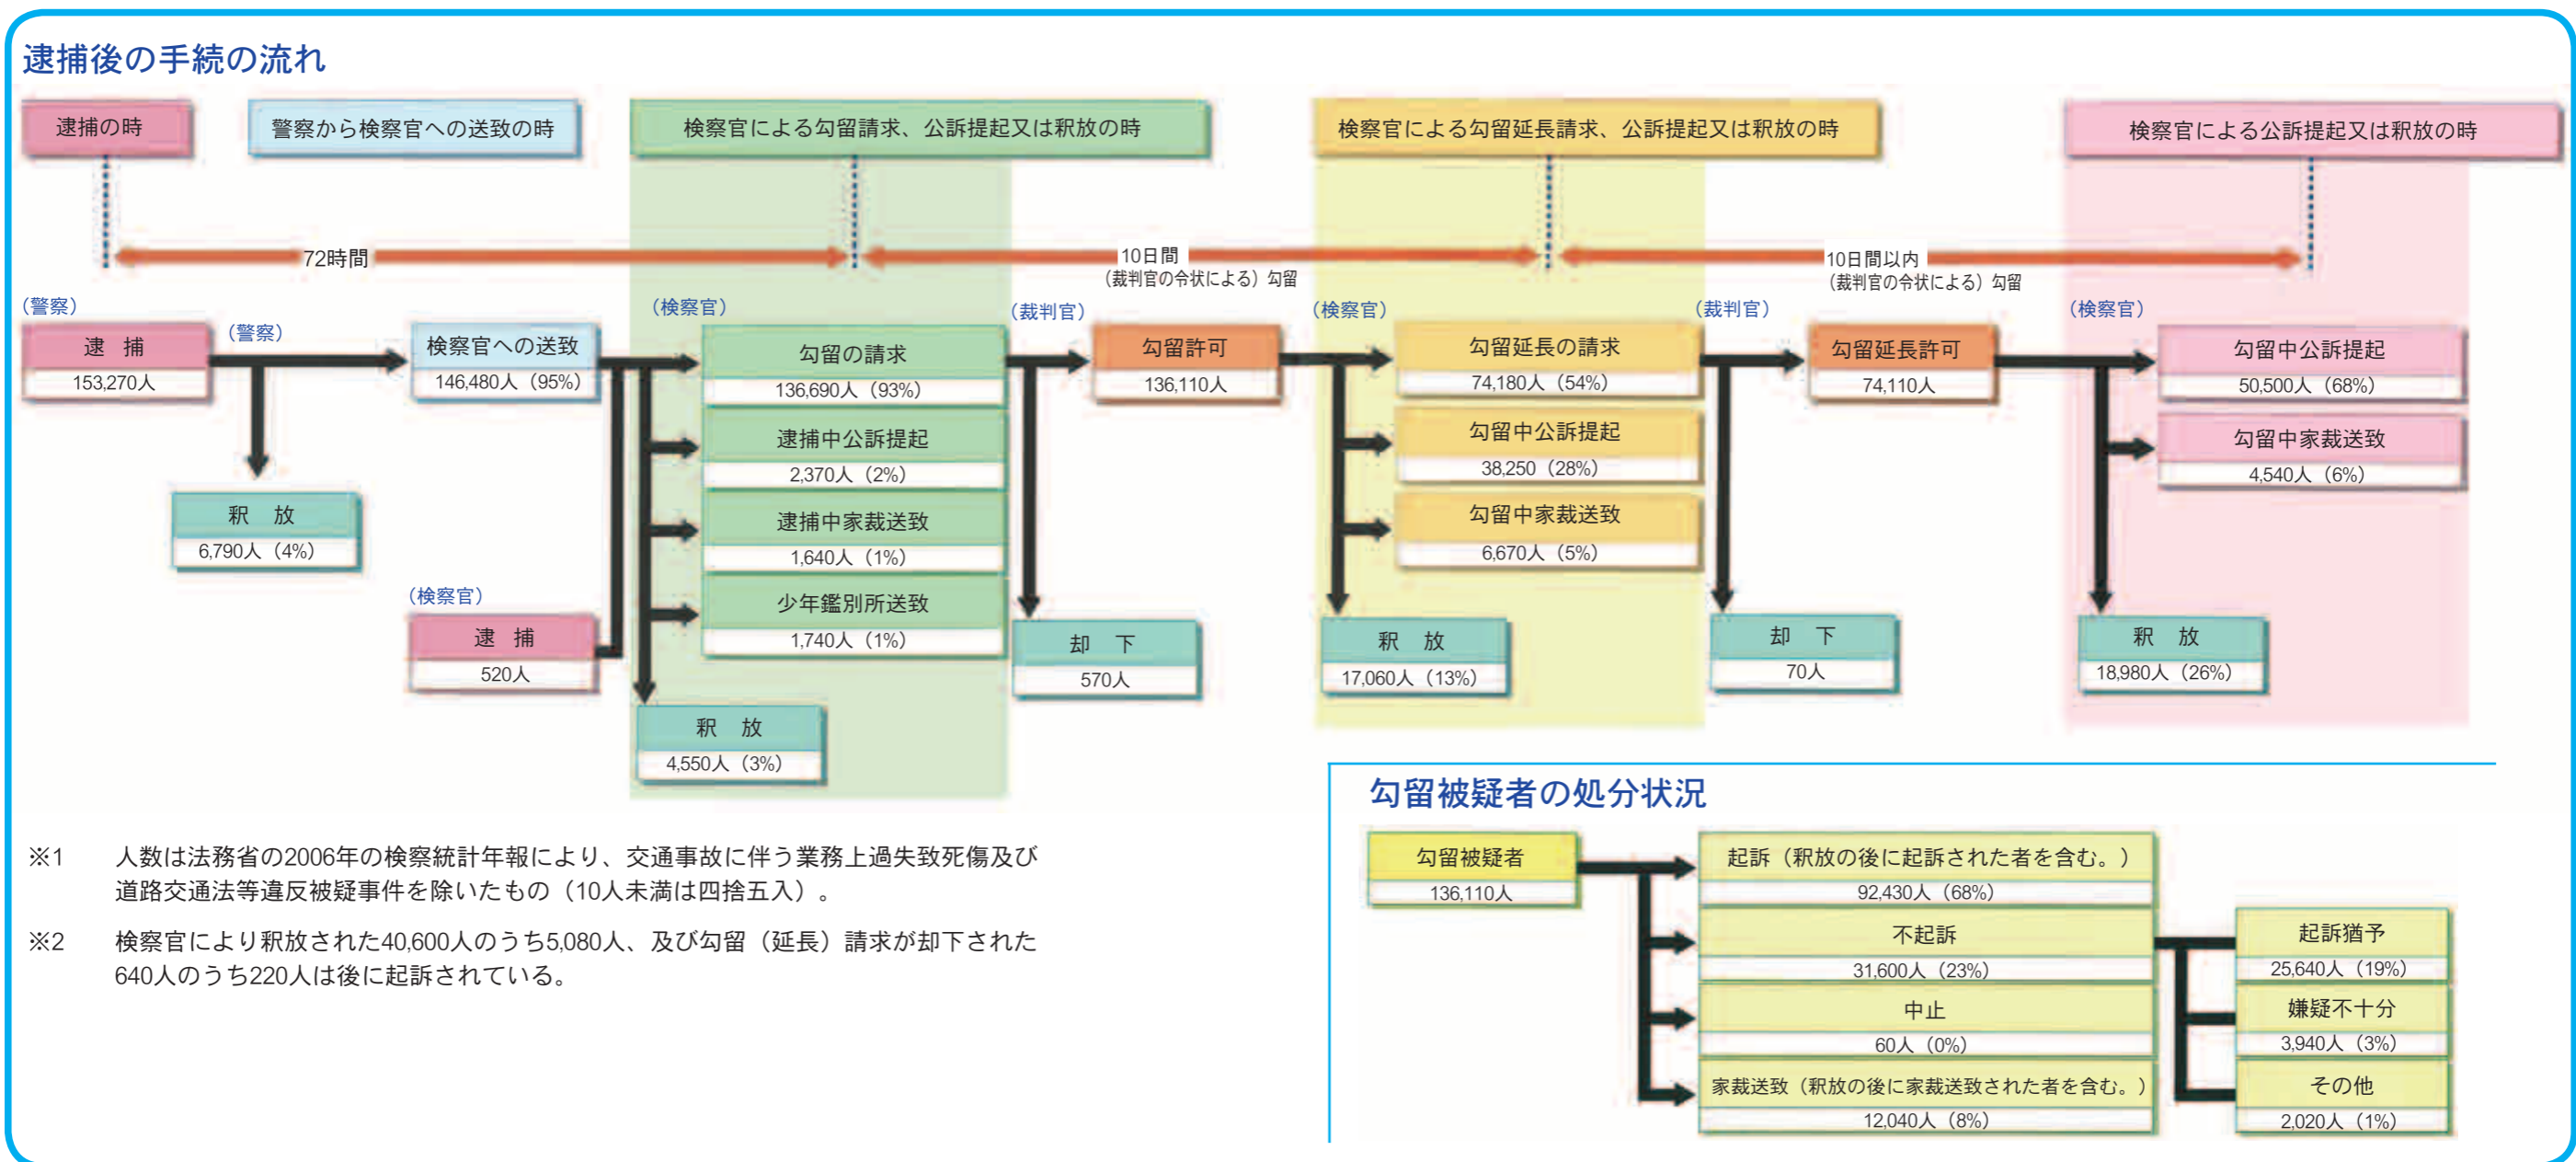 逮捕後の手続の流れ
逮捕の時
警察から検察官への送致の時
検察官による勾留請求、公訴提起又は釈放の時
検察官による勾留延長請求、公訴提起又は釈放の時
検察官による公訴提起又は釈放の時
72時間
10日間
(裁判官の令状による)勾留
10日間以内
(裁判官の令状による)勾留
(警察)
逮 捕
153,270人
(警察)
釈 放
6,790人(4%)
検察官への送致
146,480人(95%)
(検察官)
逮 捕
520人
(検察官)
勾留の請求
136,690人(93%)
逮捕中公訴提起
2,370人(2%)
逮捕中家裁送致
1,640人(1%)
少年鑑別所送致
1,740人(1%)
釈 放
4,550人(3%)
(裁判官)
勾留許可
136,110人
却 下
570人
(検察官)
勾留延長の請求
74,180人(54%)
勾留中公訴提起
38,250(28%)
勾留中家裁送致
6,670人(5%)
釈 放
17,060人(13%)
(裁判官)
勾留延長許可
74,110人
却 下
70人
(検察官)
勾留中公訴提起
50,500人(68%)
勾留中家裁送致
4,540人(6%)
釈 放
18,980人(26%)
※1 人数は法務省の2006年の検察統計年報により、交通事故に伴う業務上過失致死傷及び
道路交通法等違反被疑事件を除いたもの(10人未満は四捨五入)。
※2 検察官により釈放された40,600人のうち5,080人、及び勾留(延長)請求が却下された
640人のうち220人は後に起訴されている。
勾留被疑者の処分状況
勾留被疑者
136,110人
起訴(釈放の後に起訴された者を含む。)
92,430人(68%)
不起訴
31,600人(23%)
中止
60人(0%)
家裁送致(釈放の後に家裁送致された者を含む。)
12,040人(8%)
起訴猶予
25,640人(19%)
嫌疑不十分
3,940人(3%)
その他
2,020人(1%)